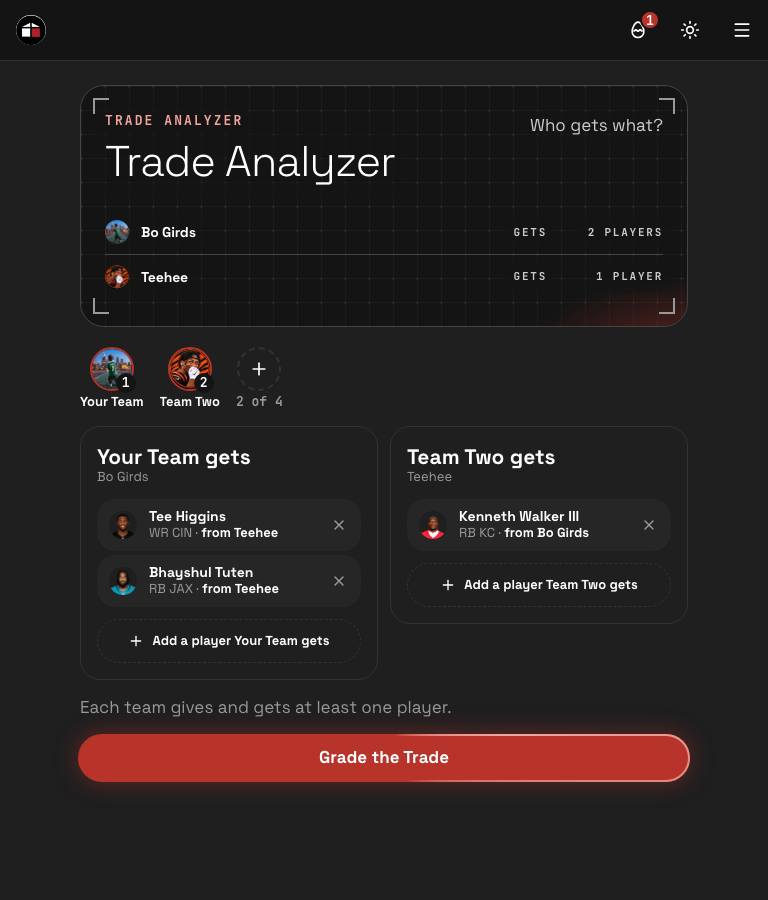 1
TRADE ANALYZER
Who gets what?
Trade Analyzer
Bo Girds GETS 2 PLAYERS
Teehee GETS 1 PLAYER
1
2
Your Team
Team Two
2 of 4
Your Team gets
Bo Girds
Tee Higgins
WR CIN · from Teehee
Bhayshul Tuten
RB JAX · from Teehee
Add a player Your Team gets
Team Two gets
Teehee
Kenneth Walker III
RB KC · from Bo Girds
Add a player Team Two gets
Each team gives and gets at least one player.
Grade the Trade